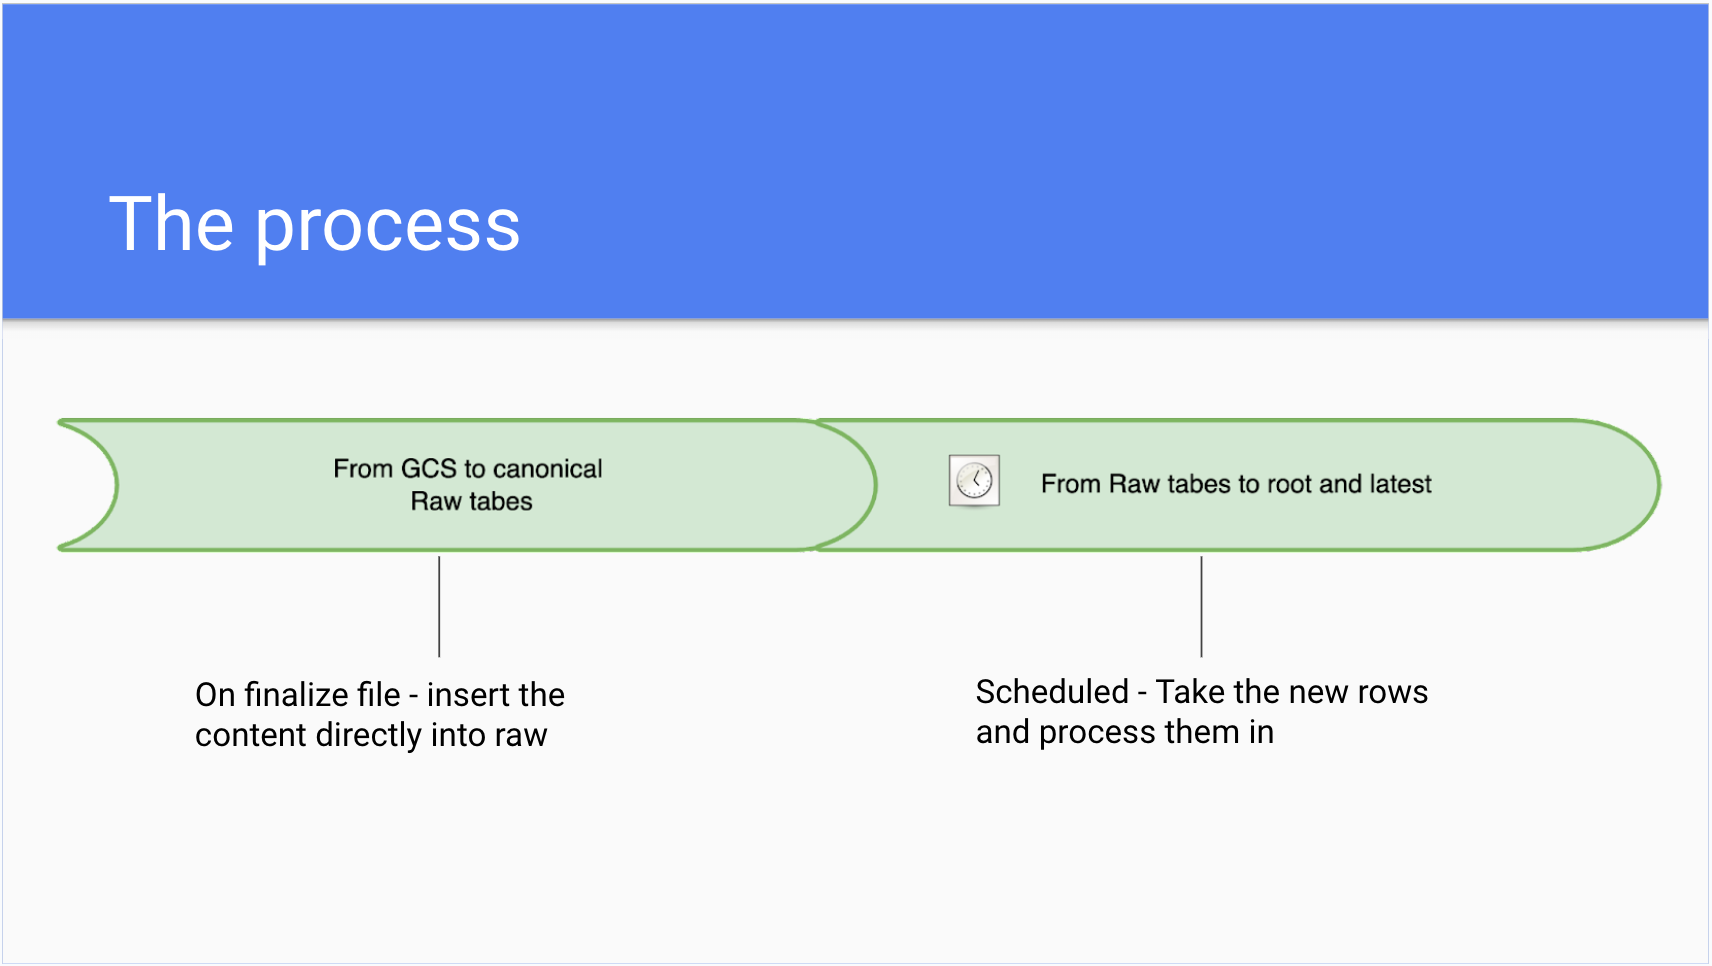 The process
From GCS to canonical
Raw tabes
From Raw tabes to root and latest
On finalize file - insert the
content directly into raw
Scheduled - Take the new rows
and process them in